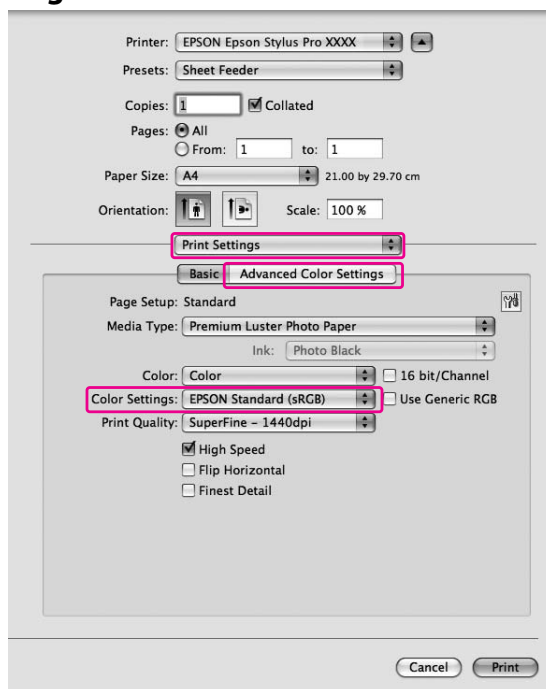 Printer: EPSON Epson Stylus Pro XXXX
Presets: Sheet Feeder
Copies: 1 Collated
Pages: All
From: 1 to: 1
Paper Size: A4 21.00 by 29.70 cm
Orientation: Scale: 100 %
Print Settings
Basic Advanced Color Settings
Page Setup: Standard
Media Type: Premium Luster Photo Paper
Ink: Photo Black
Color: Color 16 bit/Channel
Color Settings: EPSON Standard (sRGB) Use Generic RGB
Print Quality: SuperFine – 1440dpi
High Speed
Flip Horizontal
Finest Detail
Cancel Print